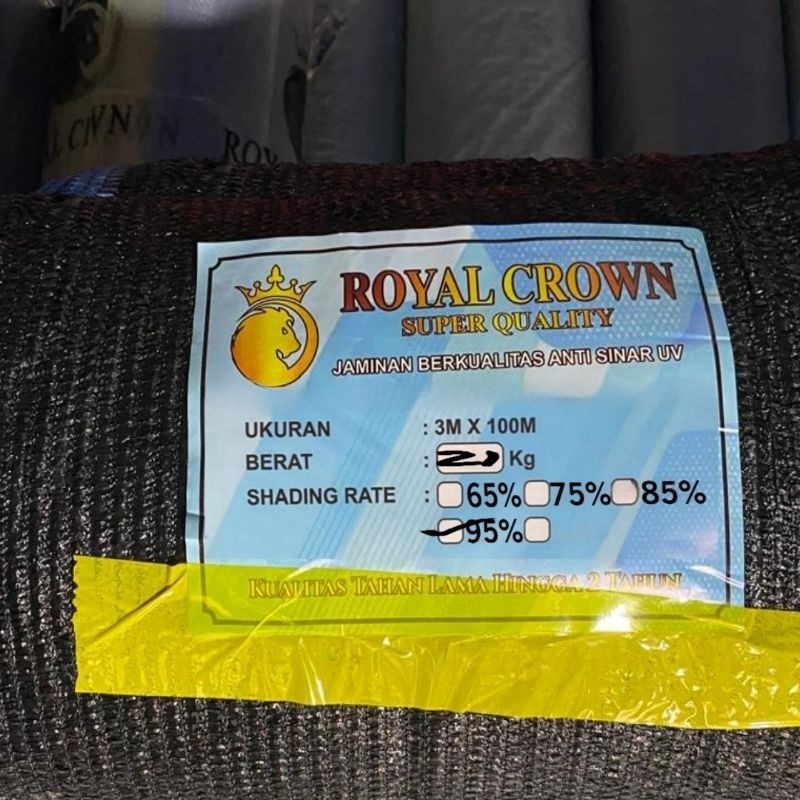 ROY
ROYAL CROWN
SUPER QUALITY
JAMINAN BERKUALITAS ANTI SINAR UV
UKURAN : 3M X 100M
BERAT : Kg
SHADING RATE : 65% 75% 85%
95%
KUALITAS TAHAN LAMA HINGGA 2 TAHUN